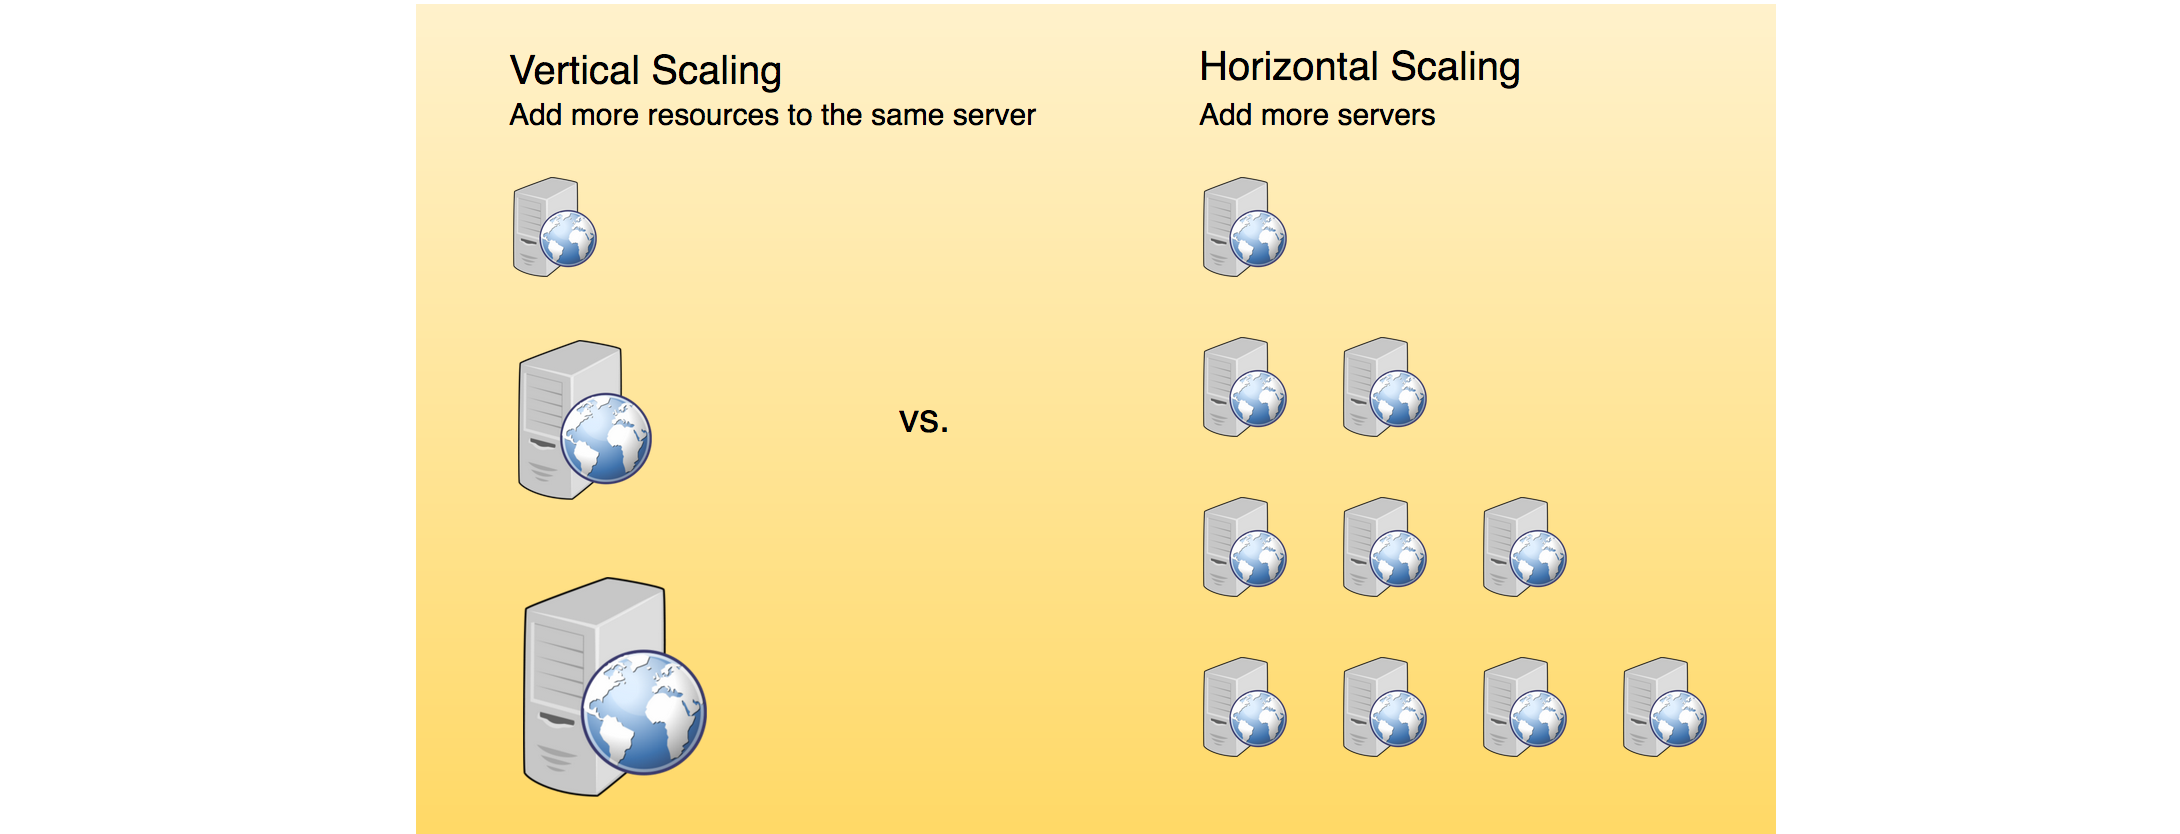 Vertical Scaling
Add more resources to the same server
Horizontal Scaling
Add more servers
vs.